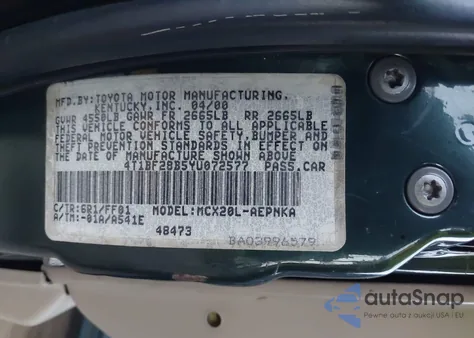 MFD.BY:TOYOTA MOTOR MANUFACTURING,
KENTUCKY,INC. 04/00
GVWR 4550LB GAWR FR 2665LB RR 2665LB
THIS VEHICLE CONFORMS TO ALL APPLICABLE
FEDERAL MOTOR VEHICLE SAFETY,BUMPER AND
THEFT PREVENTION STANDARDS IN EFFECT ON
THE DATE OF MANUFACTURE SHOWN ABOVE.
4T1BF28B5YU072577 PASS.CAR
C/TR:6R1/FF01 MODEL:MCX20L-AEPNKA
A/TM:-01A/A541E
48473 BA03996579
autoSnap
Pewne auta z aukcji USA i EU